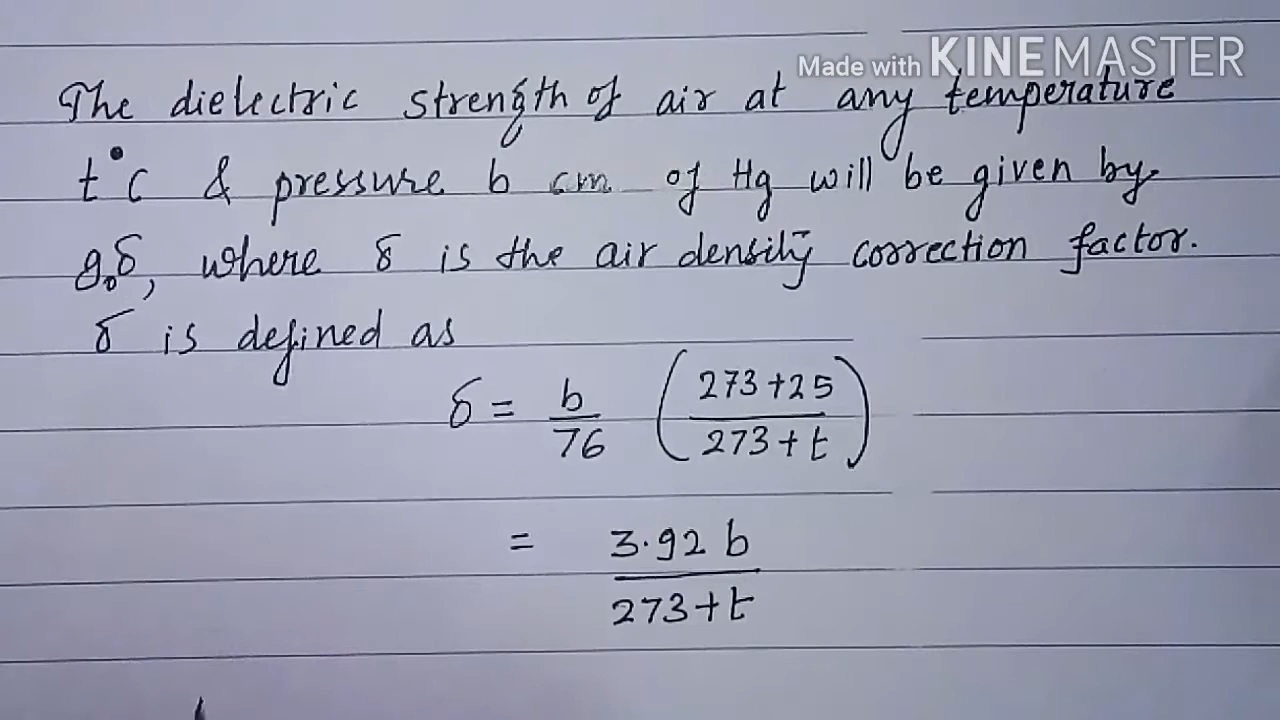 Made with KINEMASTER
The dielectric strength of air at any temperature
t°C & pressure b cm of Hg will be given by
g₀δ, where δ is the air density correction factor.
δ is defined as
δ = b/76 (273+25/273+t)
= 3.92 b/273+t